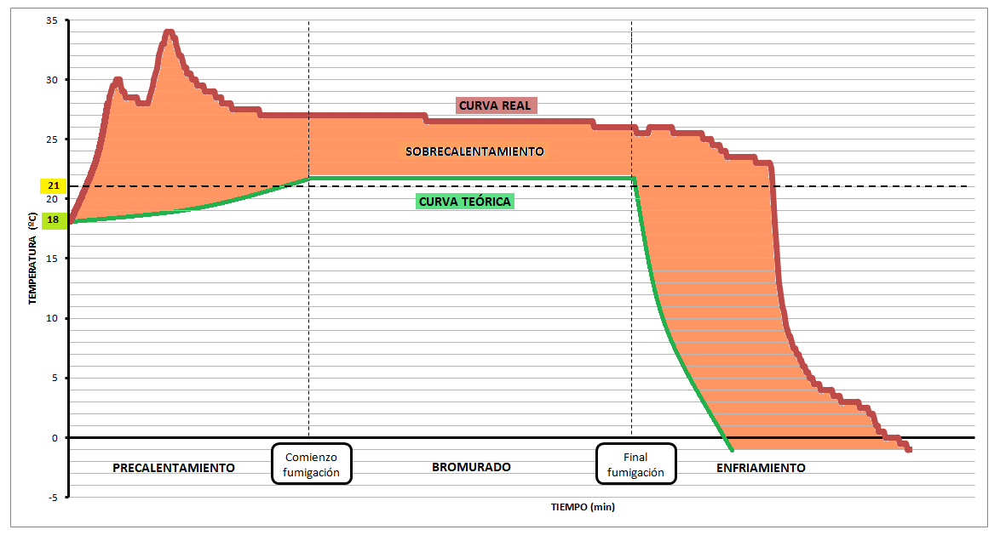 35
30
25
21
20
18
15
10
5
0
-5
TEMPERATURA (ºC)
CURVA REAL
SOBRECALENTAMIENTO
CURVA TEÓRICA
PRECALENTAMIENTO
Comienzo
fumigación
BROMURADO
Final
fumigación
ENFRIAMIENTO
TIEMPO (min)